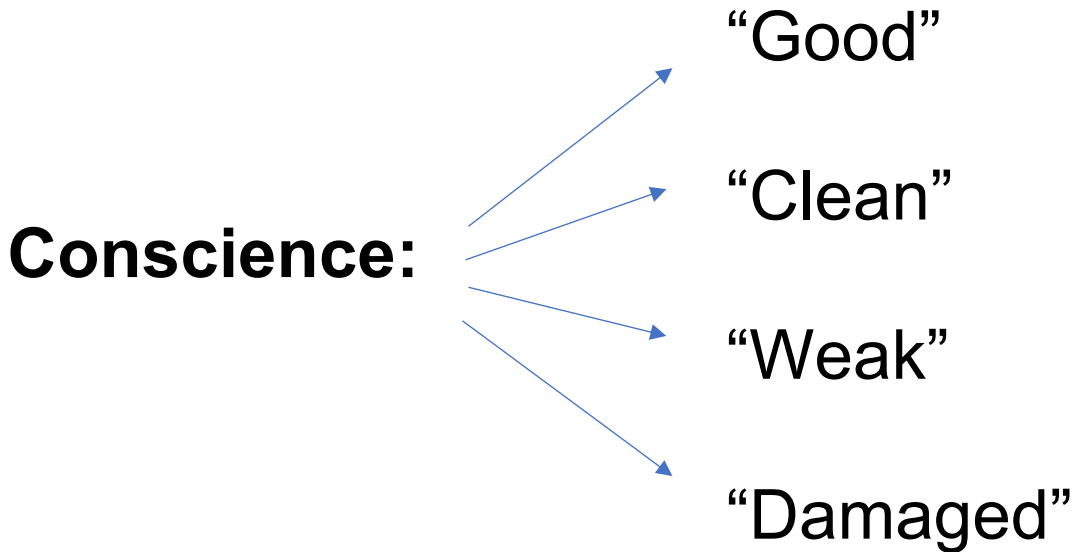 Conscience:
“Good”
“Clean”
“Weak”
“Damaged”